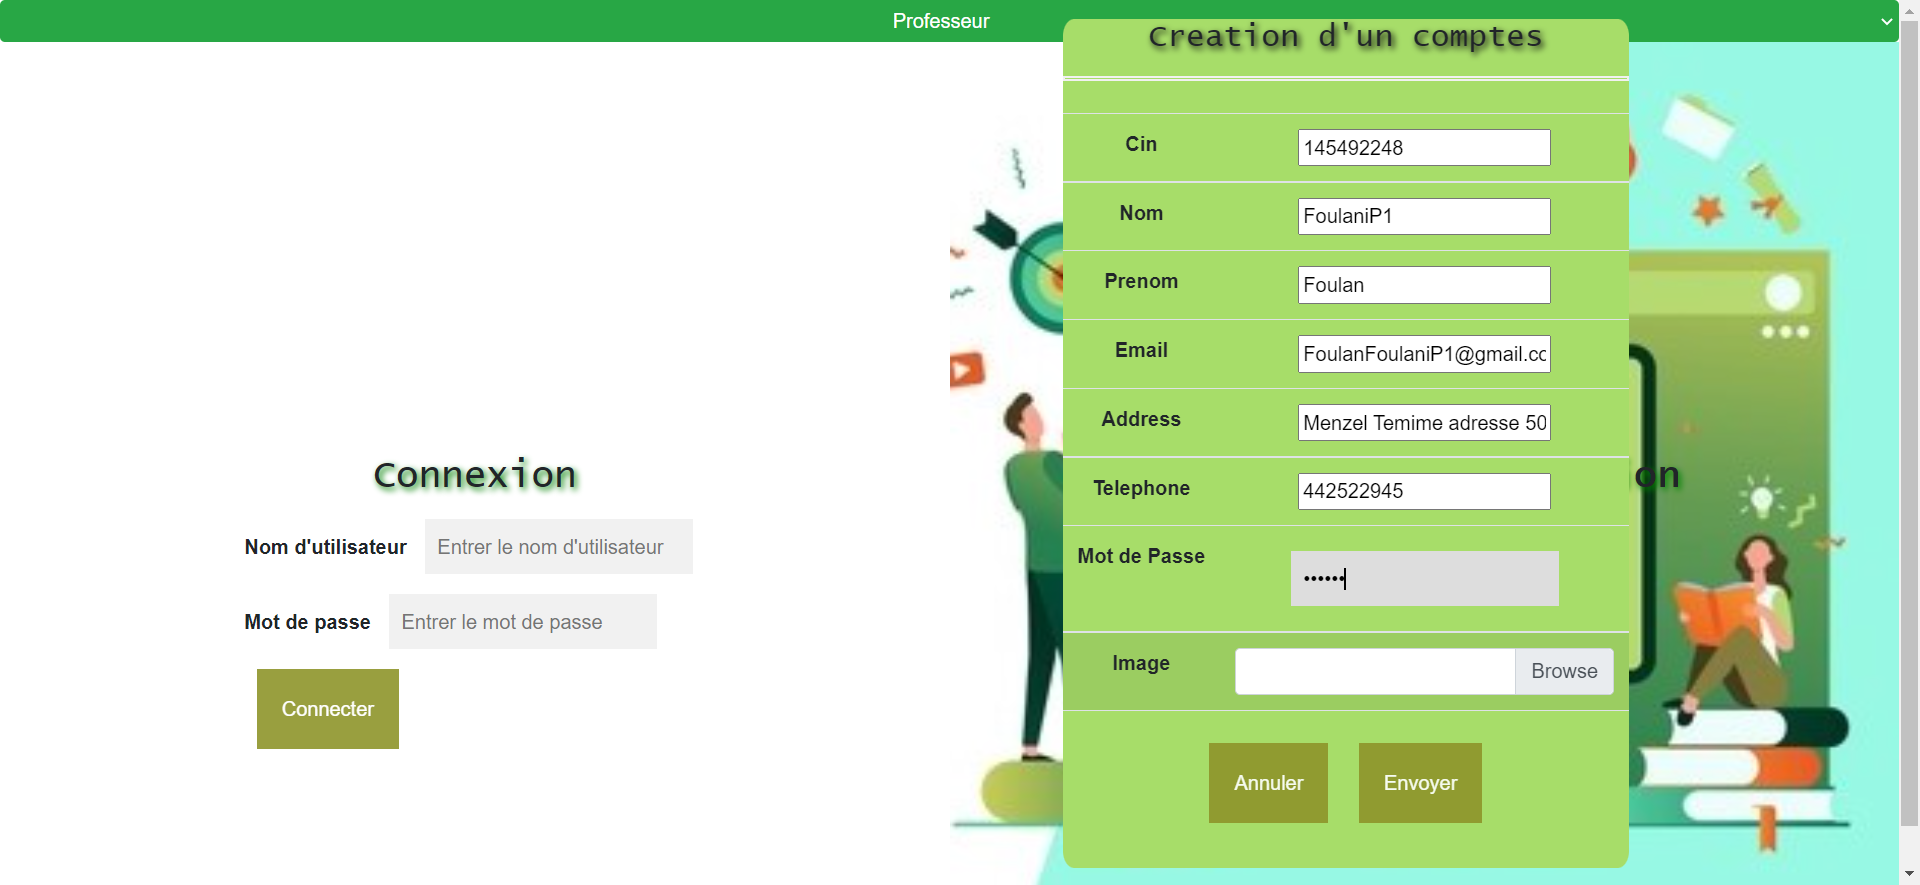 Professeur
Creation d'un comptes
Cin
145492248
Nom
FoulaniP1
Prenom
Foulan
Email
FoulanFoulaniP1@gmail.cc
Address
Menzel Temime adresse 50
Telephone
442522945
Mot de Passe
••••••
Image
Browse
Annuler
Envoyer
Connexion
Nom d'utilisateur
Entrer le nom d'utilisateur
Mot de passe
Entrer le mot de passe
Connecter
on